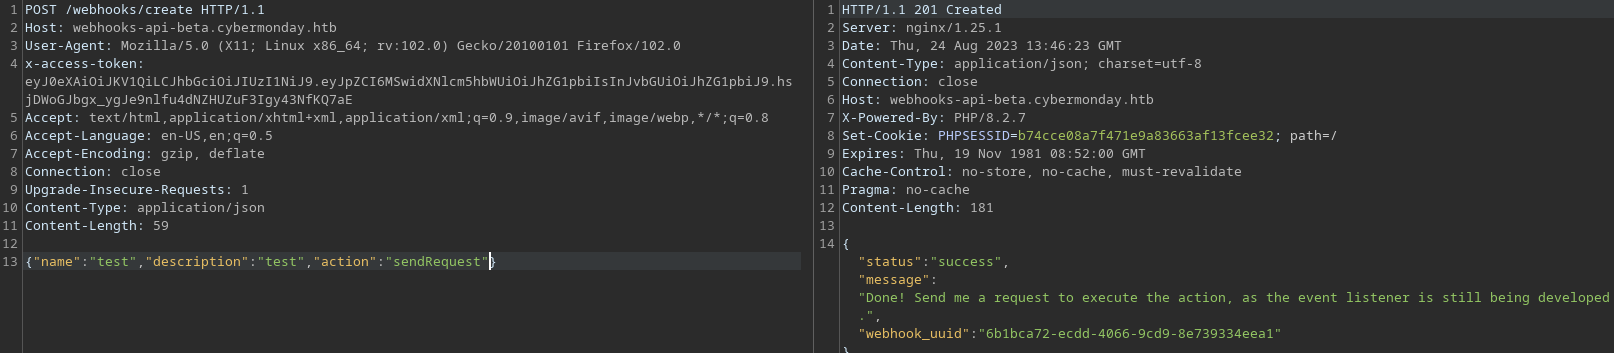 1 POST /webhooks/create HTTP/1.1
2 Host: webhooks-api-beta.cybermonday.htb
3 User-Agent: Mozilla/5.0 (X11; Linux x86_64; rv:102.0) Gecko/20100101 Firefox/102.0
4 x-access-token:
eyJ0eXAiOiJKV1QiLCJhbGciOiJIUzI1NiJ9.eyJpZCI6MSwidXNlcm5hbWUiOiJhZG1pbiIsInJvbGUiOiJhZG1pbiJ9.hs
jDWoGJbgx_ygJe9nlfu4dNZHUZuF3Igy43NfKQ7aE
5 Accept: text/html,application/xhtml+xml,application/xml;q=0.9,image/avif,image/webp,*/*;q=0.8
6 Accept-Language: en-US,en;q=0.5
7 Accept-Encoding: gzip, deflate
8 Connection: close
9 Upgrade-Insecure-Requests: 1
10 Content-Type: application/json
11 Content-Length: 59
12
13 {"name":"test","description":"test","action":"sendRequest"}
1 HTTP/1.1 201 Created
2 Server: nginx/1.25.1
3 Date: Thu, 24 Aug 2023 13:46:23 GMT
4 Content-Type: application/json; charset=utf-8
5 Connection: close
6 Host: webhooks-api-beta.cybermonday.htb
7 X-Powered-By: PHP/8.2.7
8 Set-Cookie: PHPSESSID=b74cce08a7f471e9a83663af13fcee32; path=/
9 Expires: Thu, 19 Nov 1981 08:52:00 GMT
10 Cache-Control: no-store, no-cache, must-revalidate
11 Pragma: no-cache
12 Content-Length: 181
13
14 {
"status":"success",
"message":
"Done! Send me a request to execute the action, as the event listener is still being developed
.",
"webhook_uuid":"6b1bca72-ecdd-4066-9cd9-8e739334eea1"
}